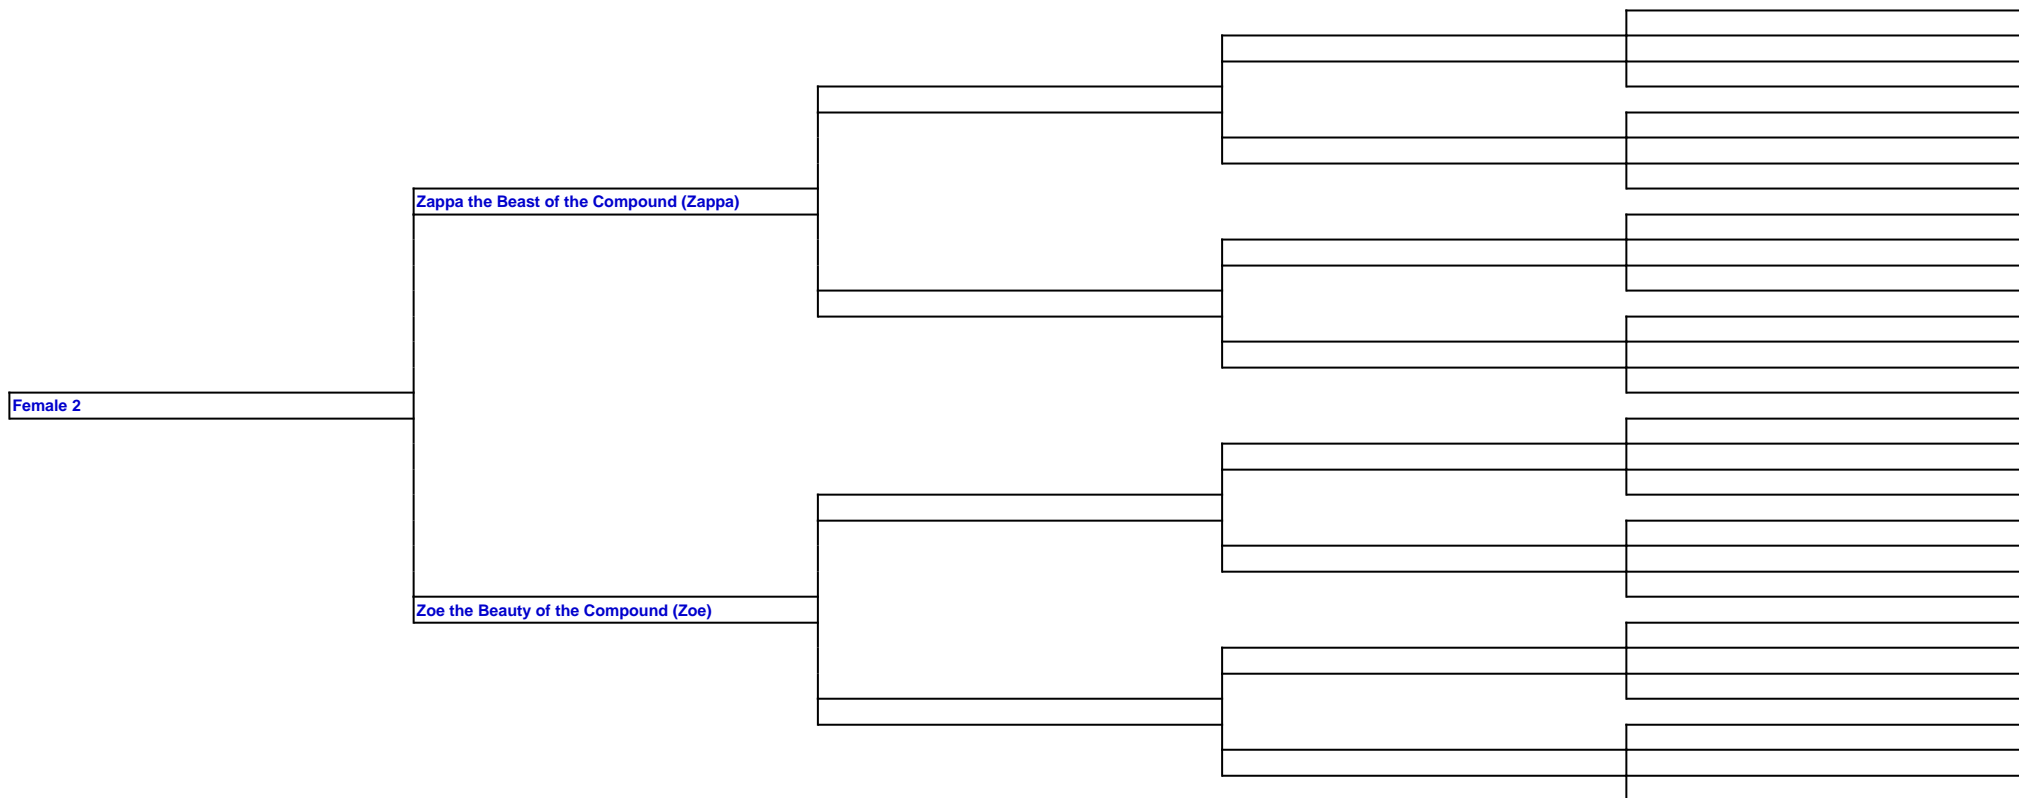 Zappa the Beast of the Compound (Zappa)
Female 2
Zoe the Beauty of the Compound (Zoe)